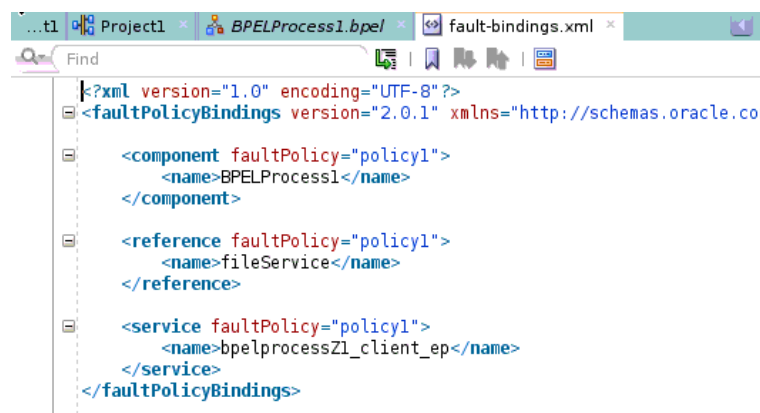 ...t1 Project1 × BPELProcess1.bpel × fault-bindings.xml ×
Find
<?xml version="1.0" encoding="UTF-8"?>
<faultPolicyBindings version="2.0.1" xmlns="http://schemas.oracle.co
<component faultPolicy="policy1">
<name>BPELProcess1</name>
</component>
<reference faultPolicy="policy1">
<name>fileService</name>
</reference>
<service faultPolicy="policy1">
<name>bpelprocessZ1_client_ep</name>
</service>
</faultPolicyBindings>